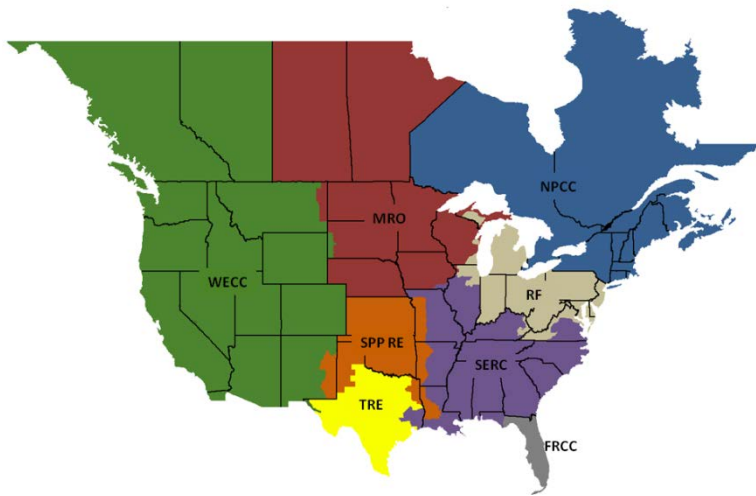 NPCC
MRO
WECC
RF
SPP RE
SERC
TRE
FRCC